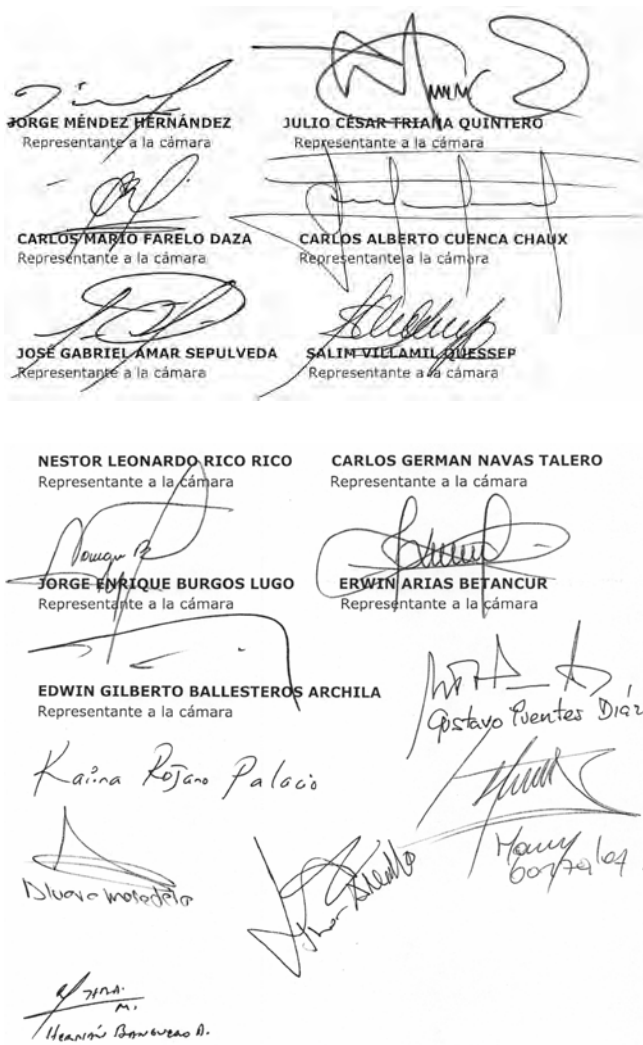 JORGE MÉNDEZ HERNÁNDEZ
Representante a la cámara
JULIO CÉSAR TRIANA QUINTERO
Representante a la cámara
CARLOS MARIO FARELO DAZA
Representante a la cámara
CARLOS ALBERTO CUENCA CHAUX
Representante a la cámara
JOSÉ GABRIEL AMAR SEPULVEDA
Representante a la cámara
SALIM VILLAMIL QUESSEP
Representante a la cámara
NESTOR LEONARDO RICO RICO
Representante a la cámara
CARLOS GERMAN NAVAS TALERO
Representante a la cámara
JORGE ENRIQUE BURGOS LUGO
Representante a la cámara
ERWIN ARIAS BETANCUR
Representante a la cámara
EDWIN GILBERTO BALLESTEROS ARCHILA
Representante a la cámara
Gustavo Puentes Díaz
Karina Rojano Palacio
Hernán Banguero A.